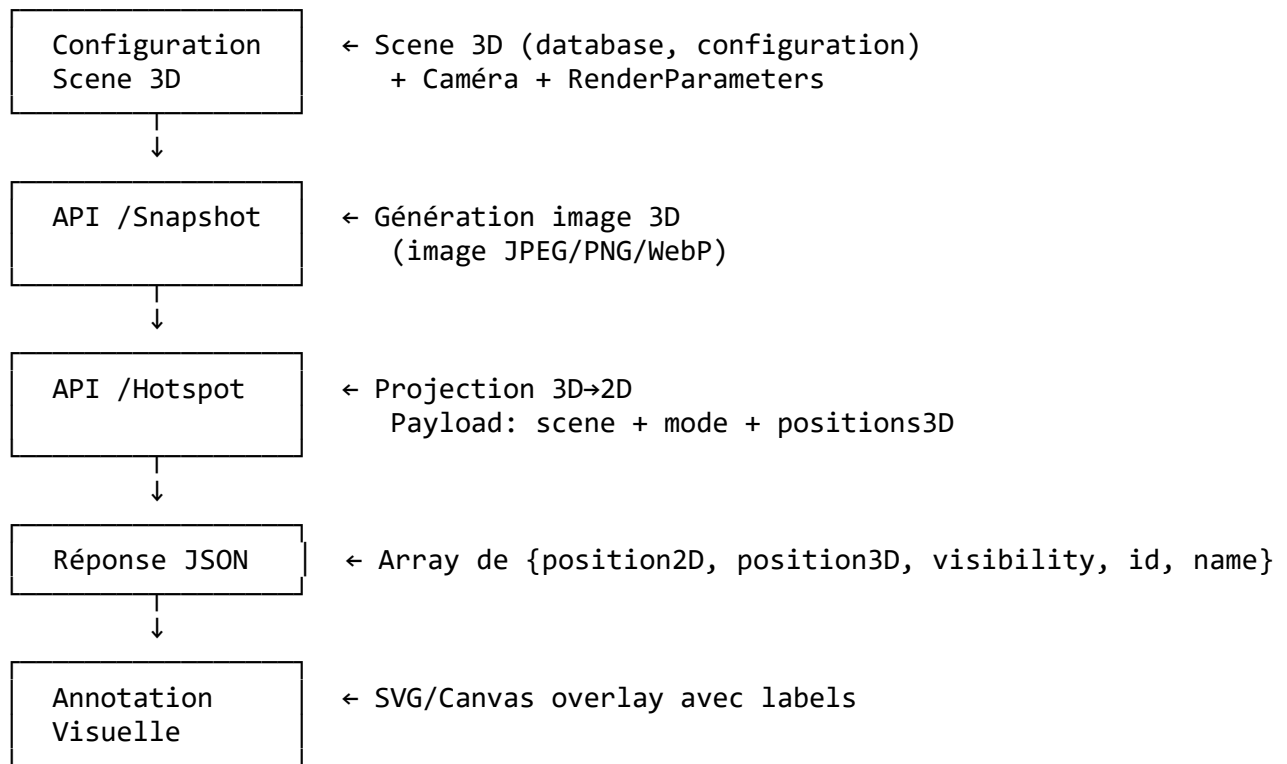 Configuration ← Scene 3D (database, configuration)
Scene 3D + Caméra + RenderParameters
↓
API /Snapshot ← Génération image 3D
(image JPEG/PNG/WebP)
↓
API /Hotspot ← Projection 3D→2D
Payload: scene + mode + positions3D
↓
Réponse JSON ← Array de {position2D, position3D, visibility, id, name}
↓
Annotation ← SVG/Canvas overlay avec labels
Visuelle